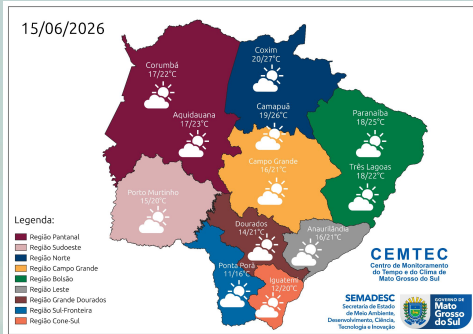 15/06/2026
Coxim
20/27°C
Corumbá
17/22°C
Aquidauana
17/23°C
Camapuã
19/26°C
Paranaíba
18/25°C
Campo Grande
16/21°C
Três Lagoas
18/22°C
Porto Murtinho
15/20°C
Dourados
14/21°C
Anaurilândia
16/21°C
Ponta Porã
11/16°C
Iguatemi
12/20°C
Legenda:
Região Pantanal
Região Sudoeste
Região Norte
Região Campo Grande
Região Bolsão
Região Leste
Região Grande Dourados
Região Sul-Fronteira
Região Cone-Sul
CEMTEC
Centro de Monitoramento
do Tempo e do Clima de
Mato Grosso do Sul
SEMADESC
Secretaria de Estado
de Meio Ambiente,
Desenvolvimento, Ciência,
Tecnologia e Inovação
GOVERNO DE
Mato
Grosso
do Sul